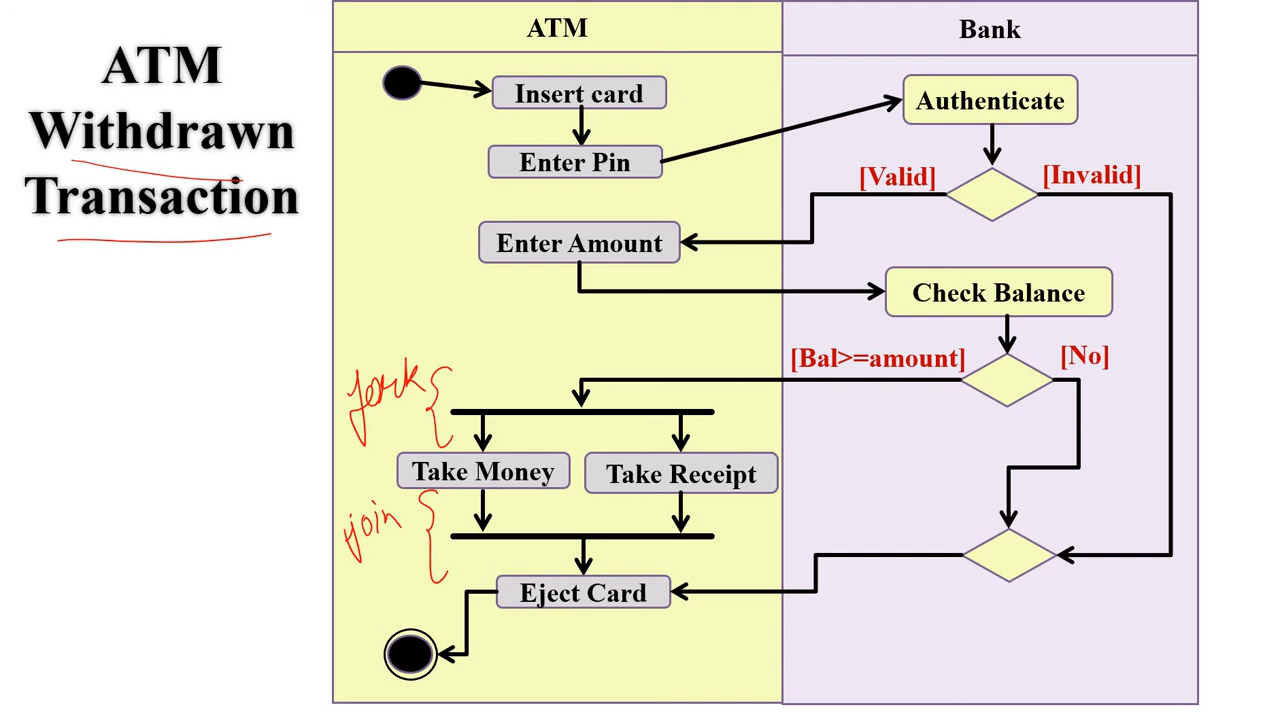 ATM
Withdrawn
Transaction
ATM
Bank
Insert card
Authenticate
Enter Pin
[Valid]
[Invalid]
Enter Amount
Check Balance
[Bal>=amount]
[No]
fork
Take Money
Take Receipt
join
Eject Card